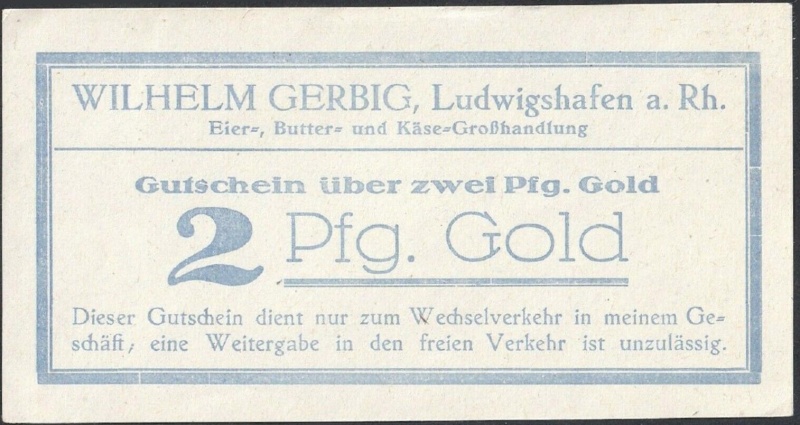 WILHELM GERBIG, Ludwigshafen a. Rh.
Eier-, Butter- und Käse-Großhandlung
Gutschein über zwei Pfg. Gold
2 Pfg. Gold
Dieser Gutschein dient nur zum Wechselverkehr in meinem Ge-
schäft, eine Weitergabe in den freien Verkehr ist unzulässig.